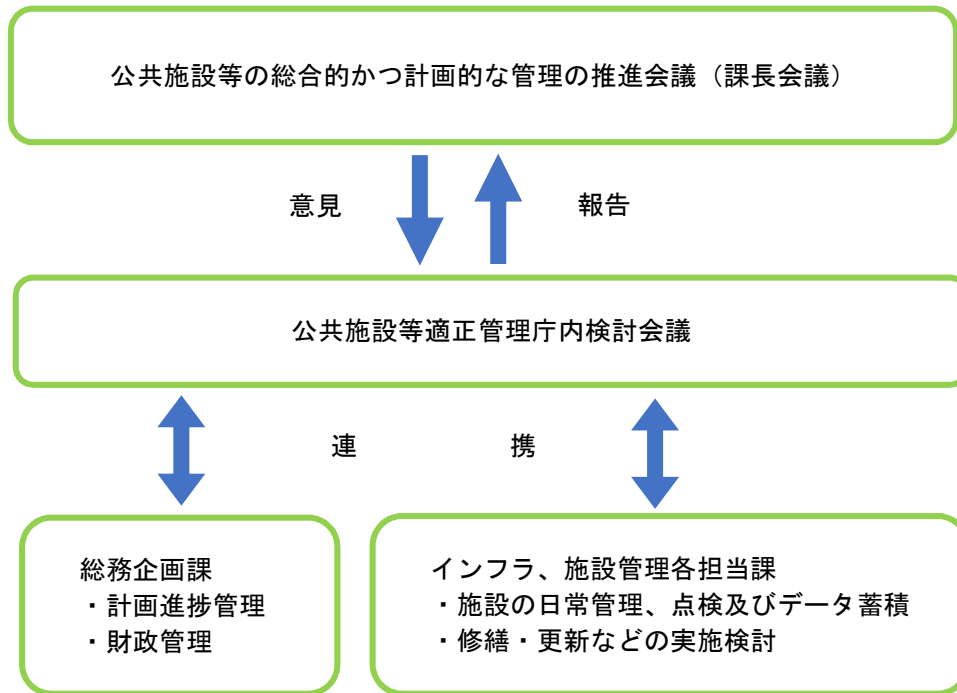 公共施設等の総合的かつ計画的な管理の推進会議（課長会議）
意見
報告
公共施設等適正管理庁内検討会議
連 携
総務企画課
・計画進捗管理
・財政管理
インフラ、施設管理各担当課
・施設の日常管理、点検及びデータ蓄積
・修繕・更新などの実施検討